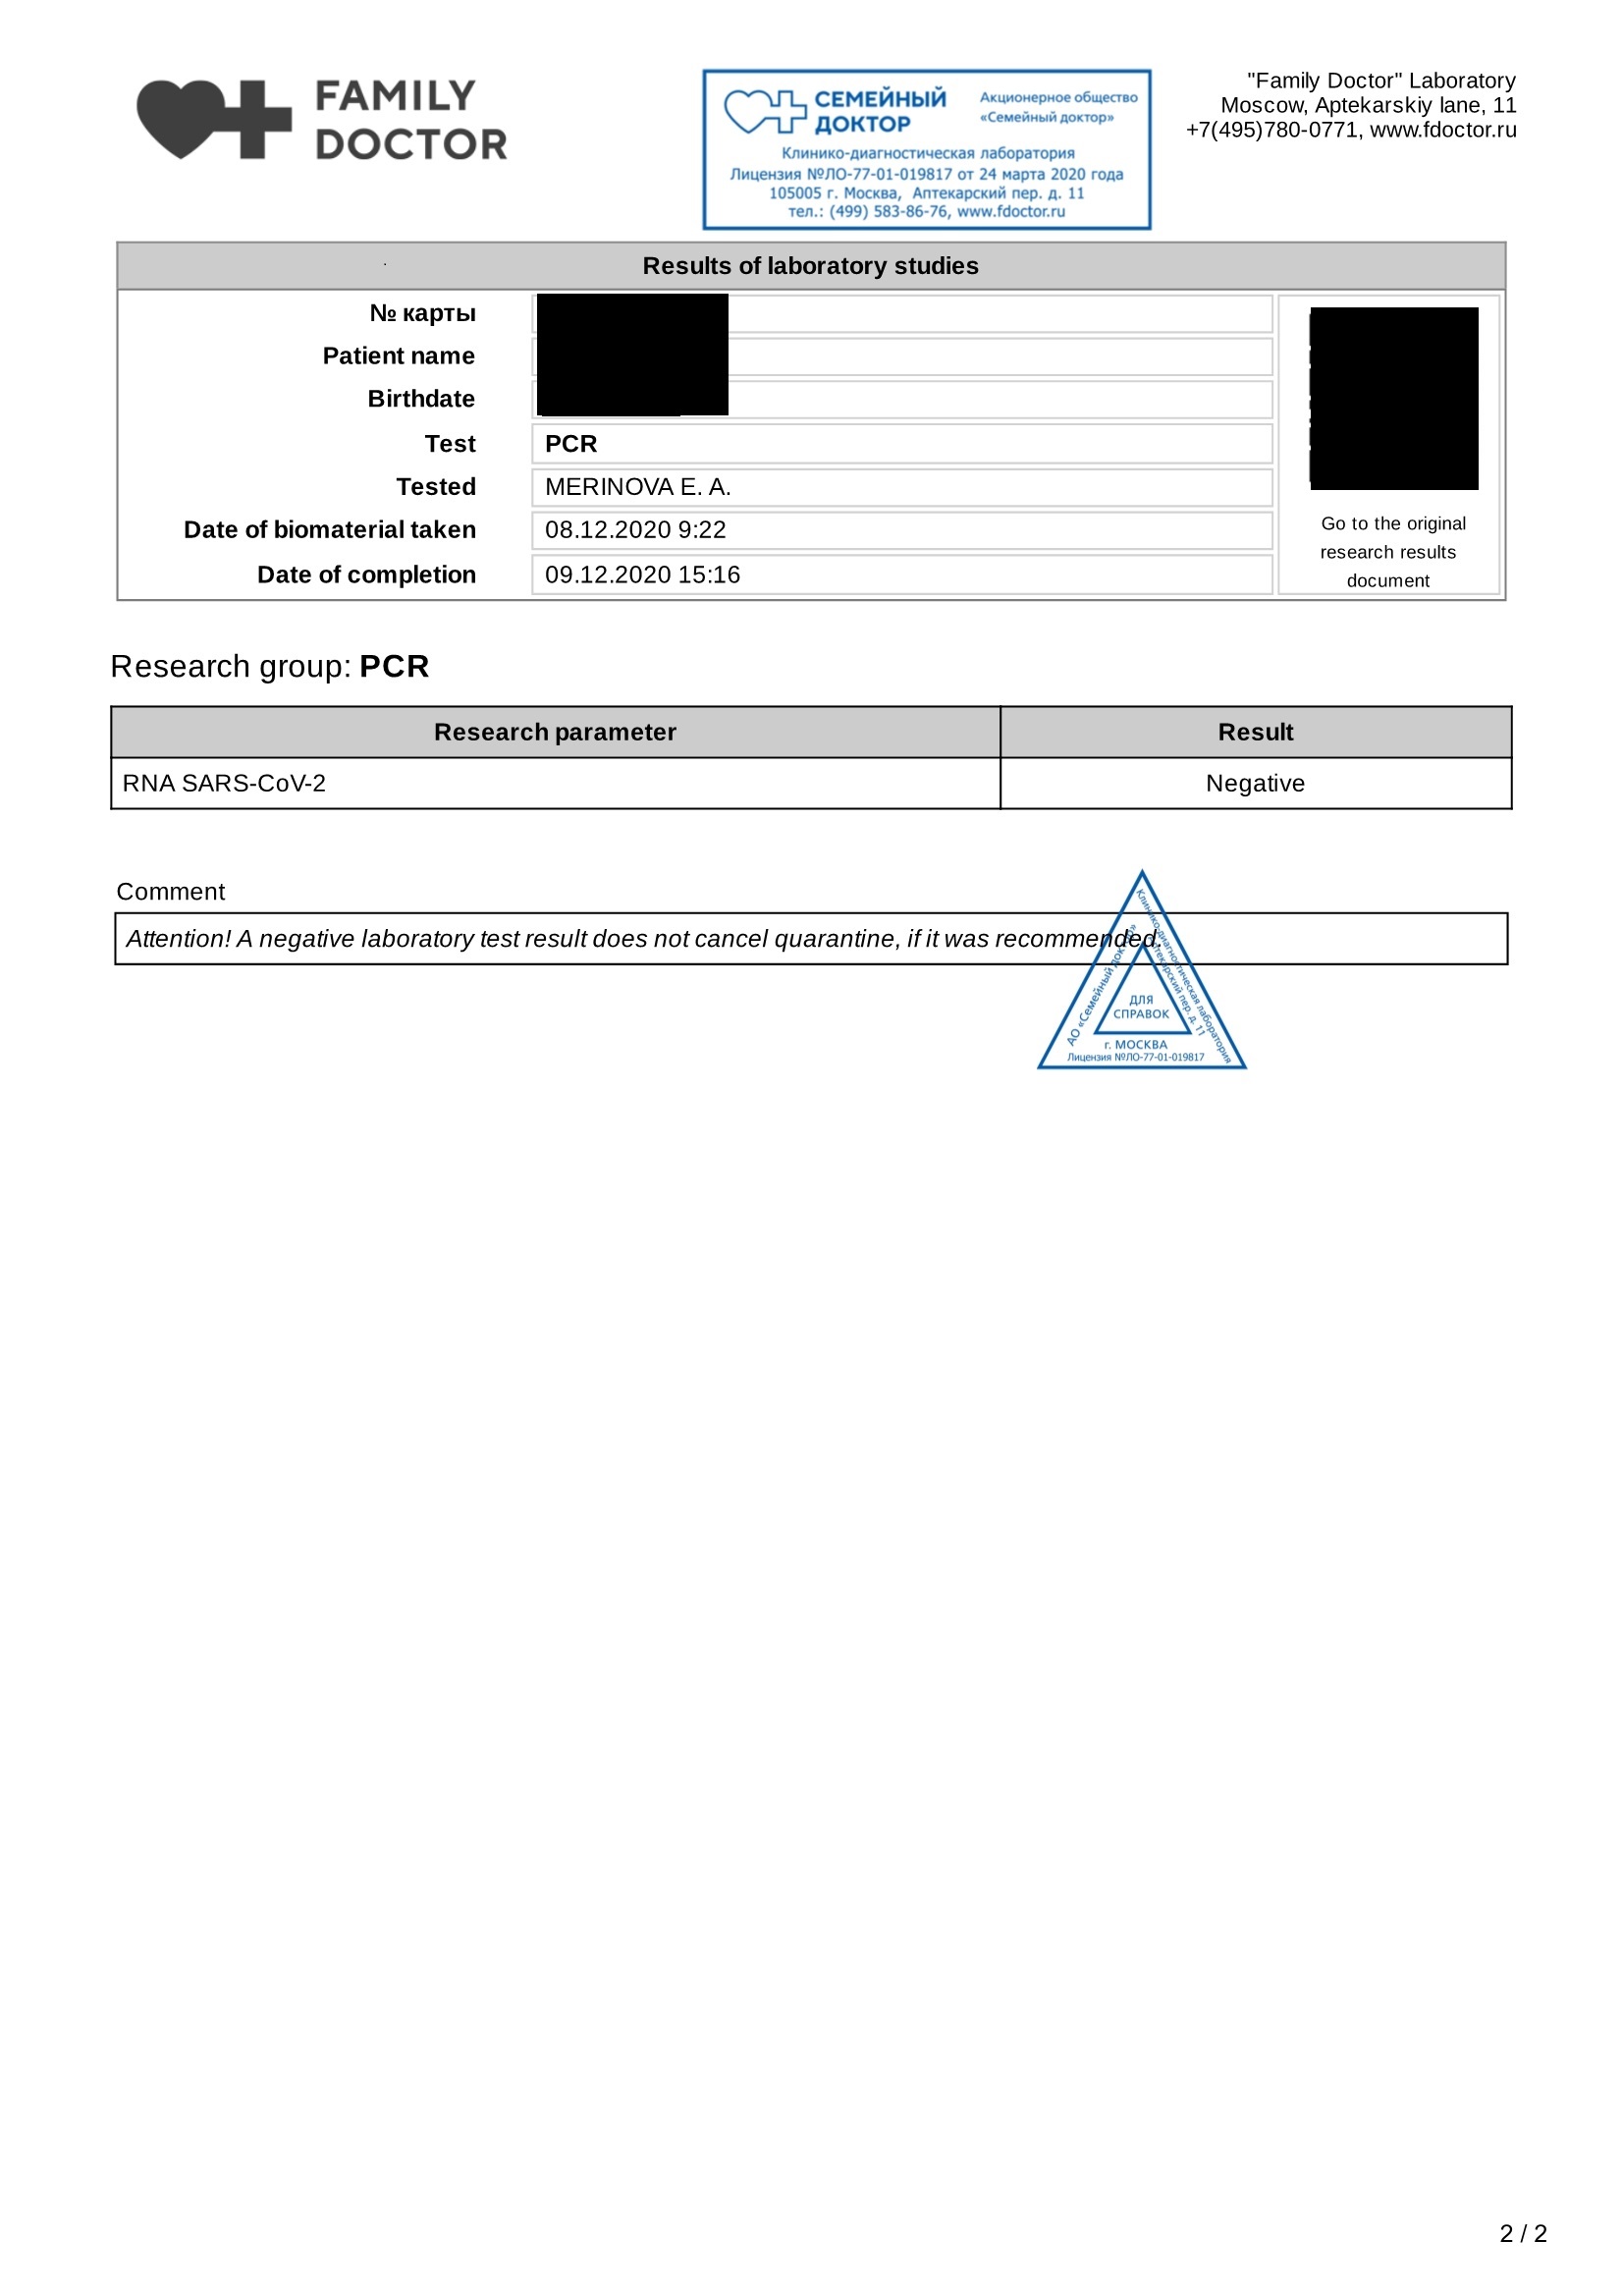 FAMILY
DOCTOR
СЕМЕЙНЫЙ
ДОКТОР
Акционерное общество
«Семейный доктор»
Клинико-диагностическая лаборатория
Лицензия №ЛО-77-01-019817 от 24 марта 2020 года
105005 г. Москва, Аптекарский пер. д. 11
тел.: (499) 583-86-76, www.fdoctor.ru
"Family Doctor" Laboratory
Moscow, Aptekarskiy lane, 11
+7(495)780-0771, www.fdoctor.ru
Results of laboratory studies
№ карты
Patient name
Birthdate
Test PCR
Tested MERINOVA E. A.
Date of biomaterial taken 08.12.2020 9:22
Date of completion 09.12.2020 15:16
Go to the original
research results
document
Research group: PCR
Research parameter Result
RNA SARS-CoV-2 Negative
Comment
Attention! A negative laboratory test result does not cancel quarantine, if it was recommended.
АО «Семейный доктор»
Клинико-диагностическая лаборатория
Аптекарский пер. д. 11
ДЛЯ
СПРАВОК
г. МОСКВА
Лицензия №ЛО-77-01-019817
2 / 2